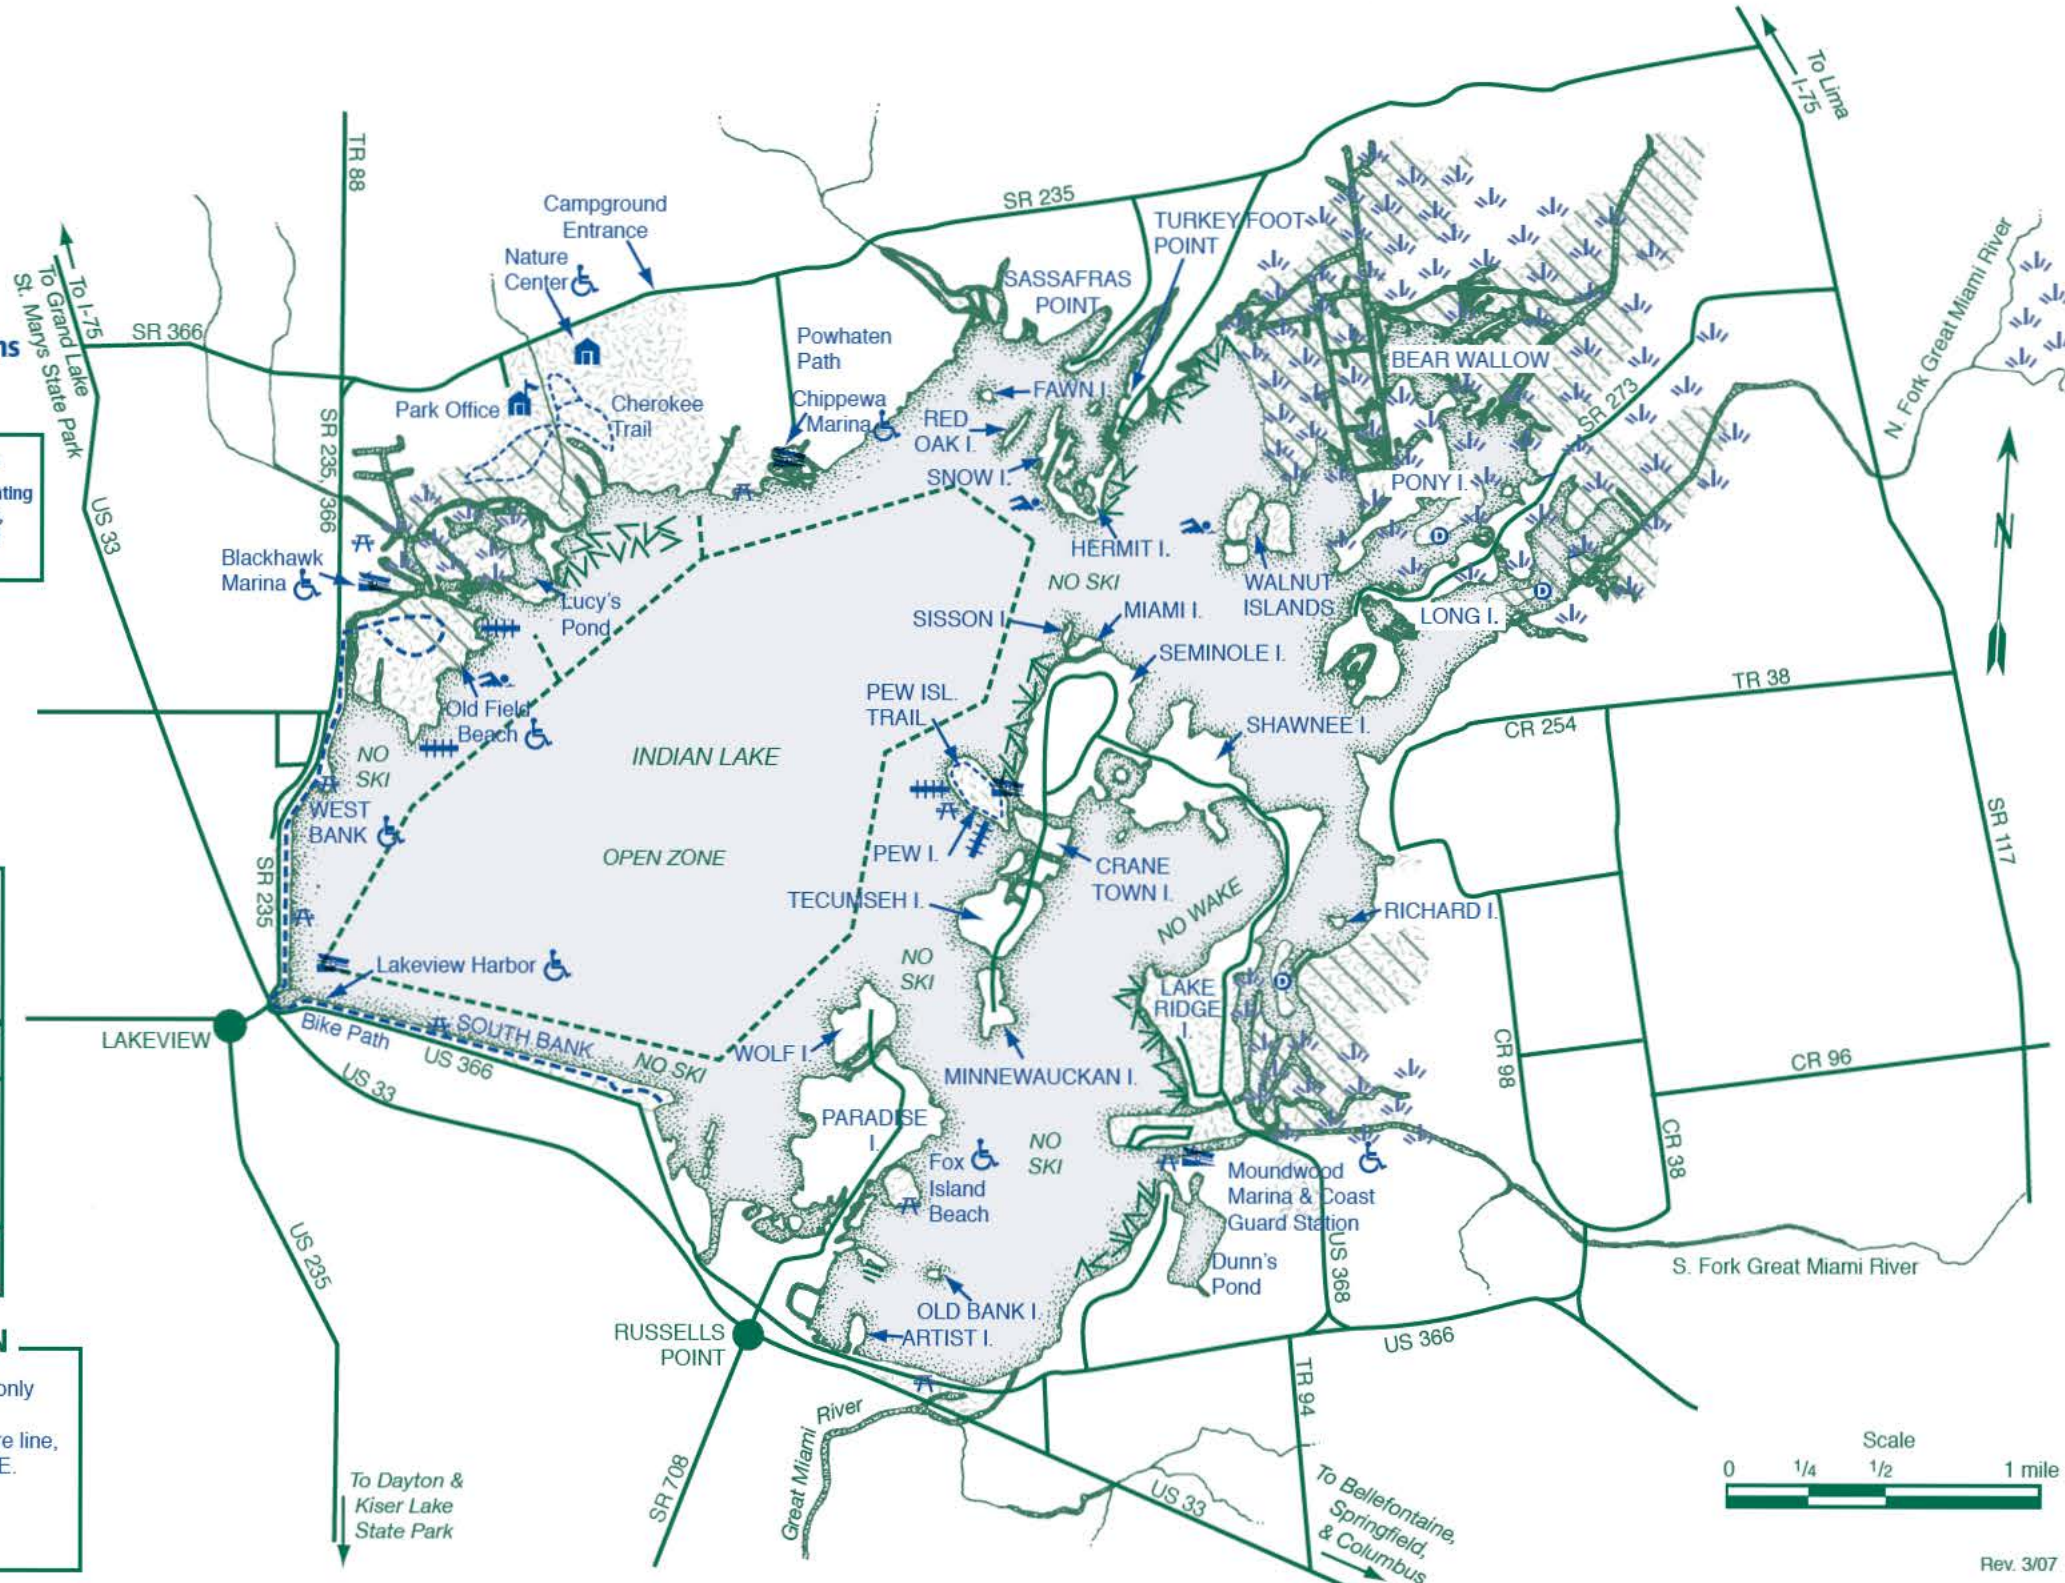 To Lima
I-75
TR 88
Campground
Entrance
SR 235
TURKEY FOOT
POINT
Nature
Center
SASSAFRAS
POINT
N. Fork Great Miami River
To I-75
To Grand Lake
St. Marys State Park
SR 366
ns
Powhaten
Path
BEAR WALLOW
FAWN I.
Park Office
Cherokee
Trail
Chippewa
Marina
RED
OAK I.
SR 273
SR 235, 366
SNOW I.
PONY I.
US 33
HERMIT I.
N
Blackhawk
Marina
NO SKI
WALNUT
ISLANDS
D
D
Lucy's
Pond
SISSON I.
MIAMI I.
LONG I.
SEMINOLE I.
TR 38
PEW ISL.
TRAIL
Old Field
Beach
SHAWNEE I.
CR 254
NO
SKI
INDIAN LAKE
WEST
BANK
SR 117
OPEN ZONE
PEW I.
CRANE
TOWN I.
SR 235
TECUMSEH I.
NO WAKE
RICHARD I.
Lakeview Harbor
NO
SKI
D
LAKE
RIDGE
I.
LAKEVIEW
Bike Path
SOUTH BANK
US 366
NO SKI
WOLF I.
MINNEWAUCKAN I.
CR 98
CR 96
US 33
PARADISE
I.
NO
SKI
CR 38
Fox
Island
Beach
Moundwood
Marina & Coast
Guard Station
US 235
US 368
Dunn's
Pond
S. Fork Great Miami River
OLD BANK I.
RUSSELLS
POINT
ARTIST I.
US 366
N
only
e line,
E.
TR 94
Great Miami River
Scale
0 1/4 1/2 1 mile
To Dayton &
Kiser Lake
State Park
SR 708
US 33
To Bellefontaine,
Springfield,
& Columbus
Rev. 3/07